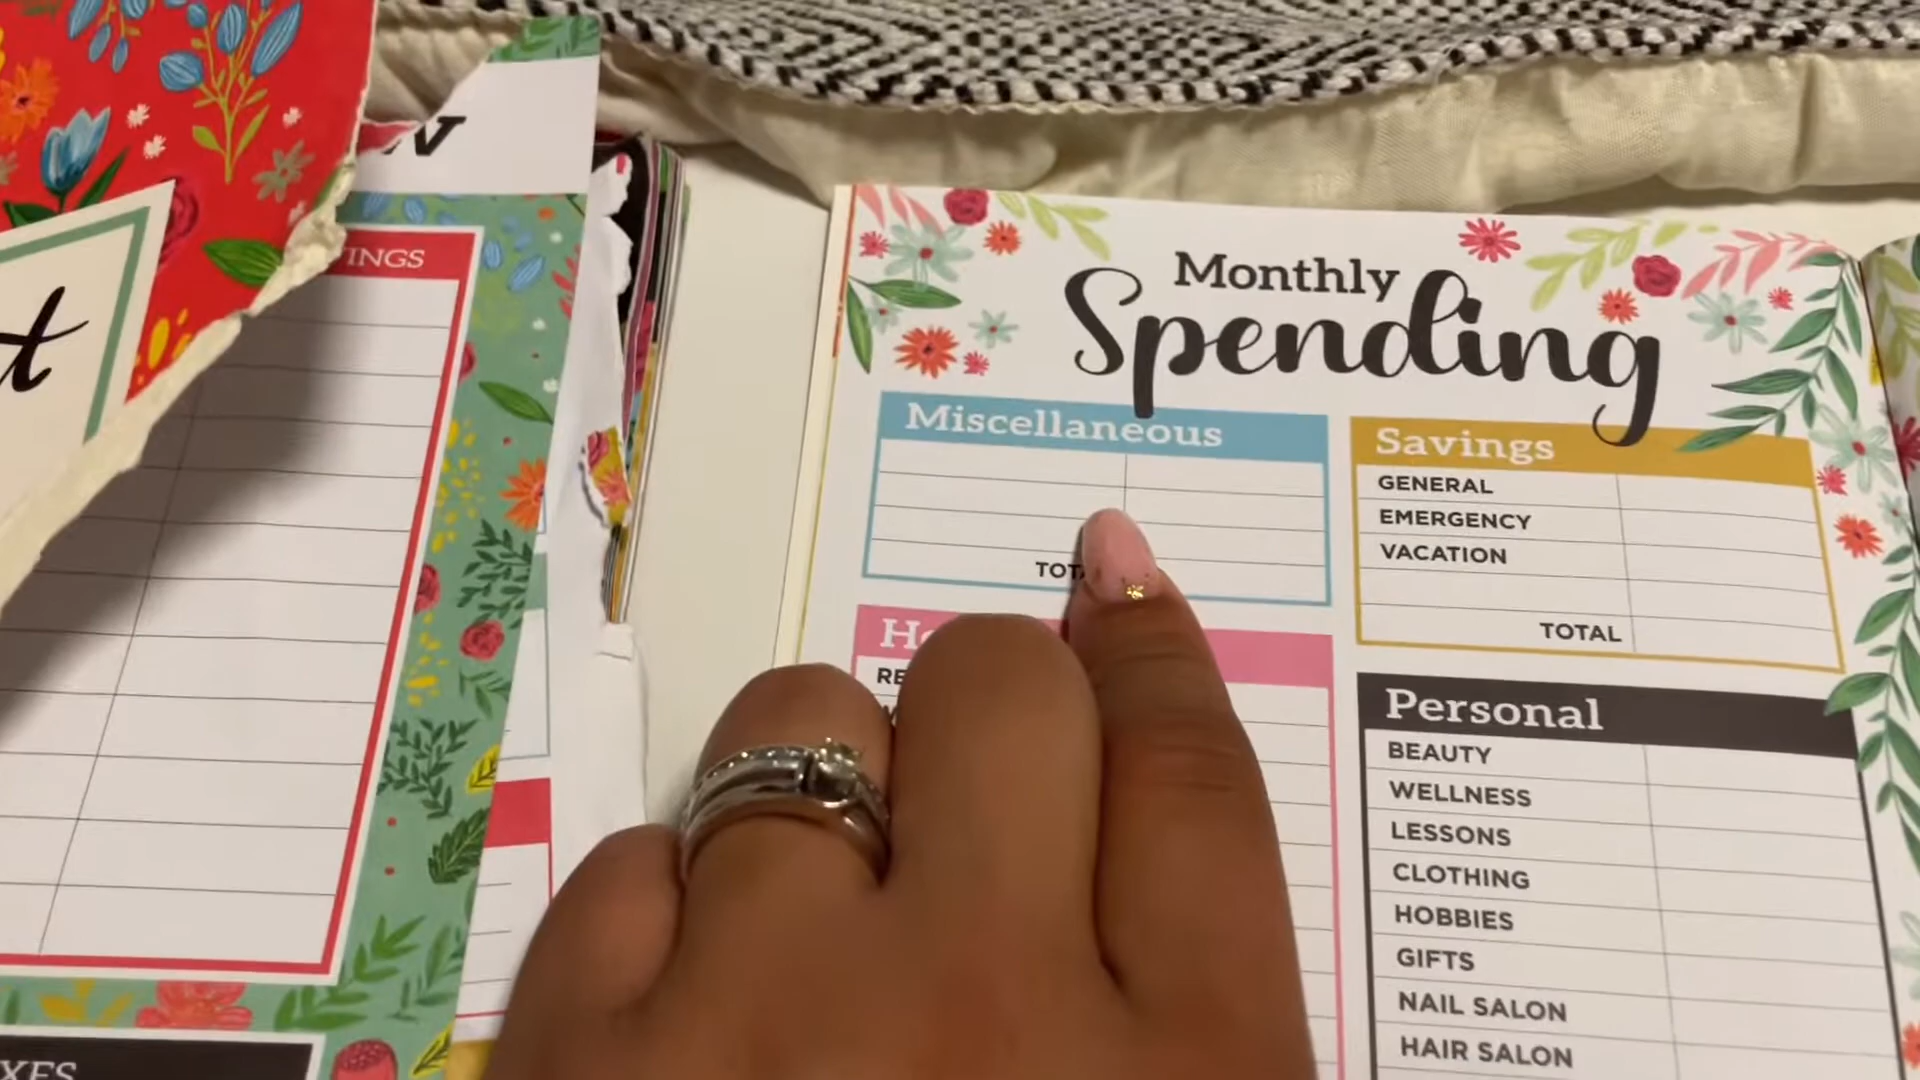 Monthly
Spending
Miscellaneous
Savings
GENERAL
EMERGENCY
VACATION
TOTAL
Personal
BEAUTY
WELLNESS
LESSONS
CLOTHING
HOBBIES
GIFTS
NAIL SALON
HAIR SALON